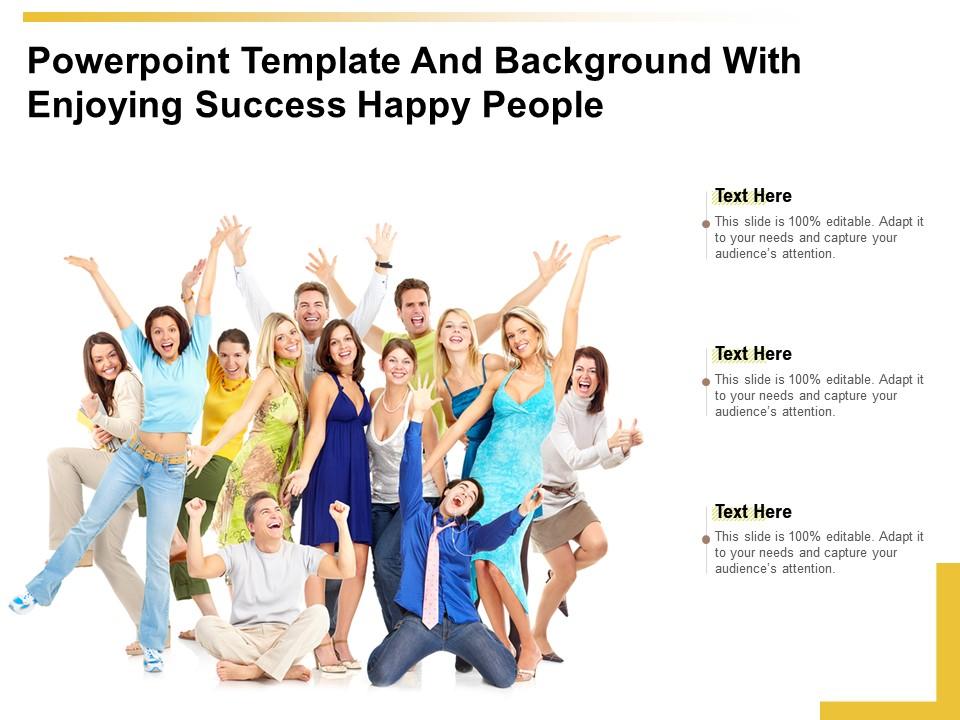 Powerpoint Template And Background With
Enjoying Success Happy People
Text Here
This slide is 100% editable. Adapt it
to your needs and capture your
audience's attention.
Text Here
This slide is 100% editable. Adapt it
to your needs and capture your
audience's attention.
Text Here
This slide is 100% editable. Adapt it
to your needs and capture your
audience's attention.